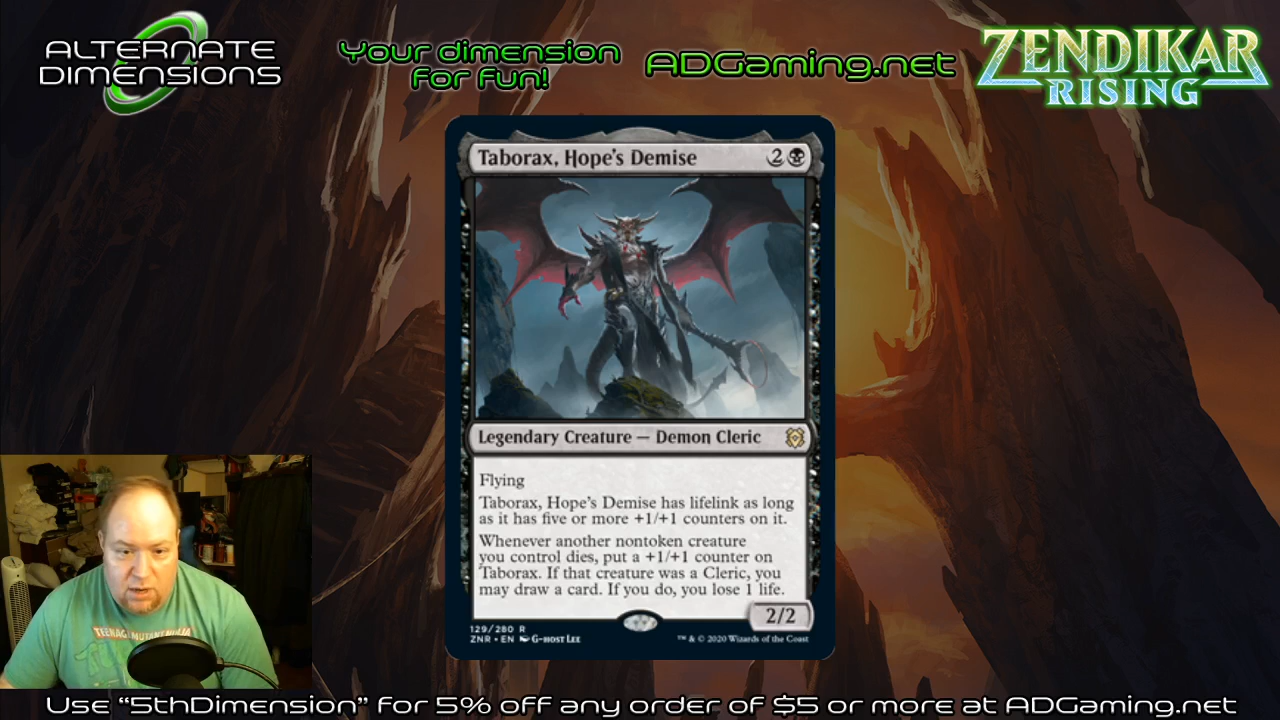 ALTERNATE
DIMENSIONS
Your dimension
for fun!
ADGaming.net
ZENDIKAR
RISING
Taborax, Hope's Demise 2
Legendary Creature — Demon Cleric
Flying
Taborax, Hope's Demise has lifelink as long
as it has five or more +1/+1 counters on it.
Whenever another nontoken creature
you control dies, put a +1/+1 counter on
Taborax. If that creature was a Cleric, you
may draw a card. If you do, you lose 1 life.
2/2
129/280 R
ZNR • EN G-HOST LEE
™ & © 2020 Wizards of the Coast
TEENAGE MUTANT NINJA
Use “5thDimension” for 5% off any order of $5 or more at ADGaming.net